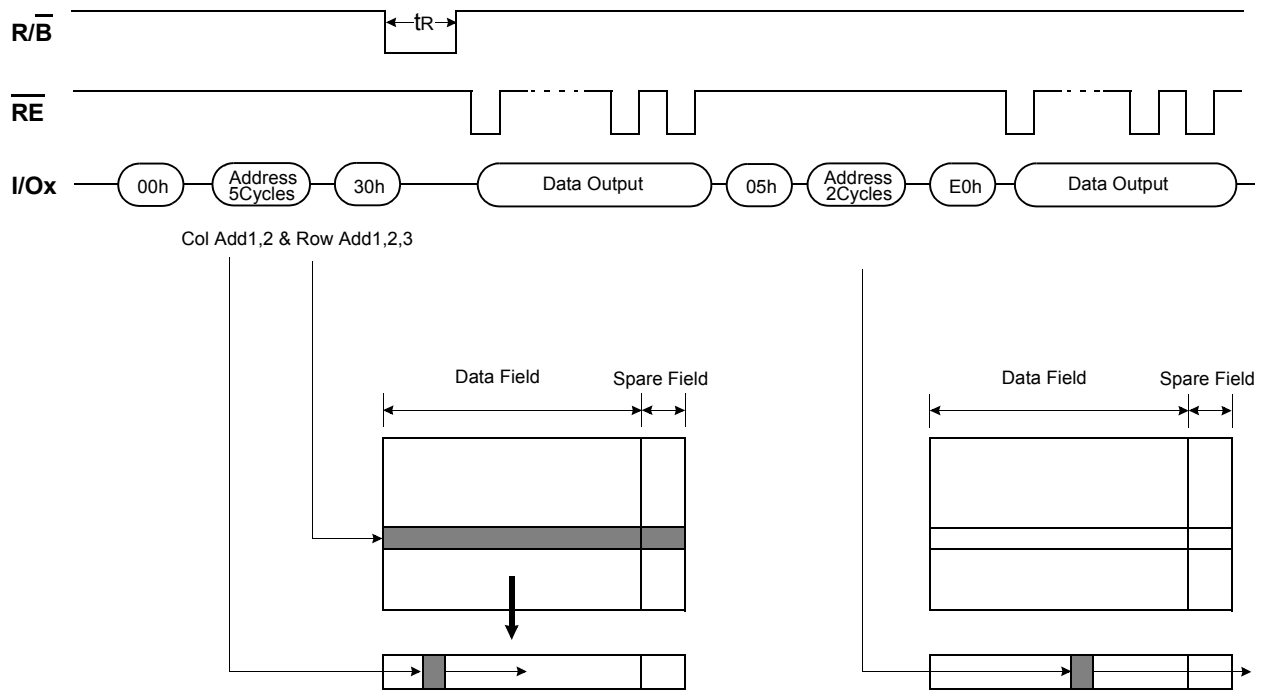 R/B̅
tR
R̅E̅
I/Ox
00h
Address
5Cycles
30h
Data Output
05h
Address
2Cycles
E0h
Data Output
Col Add1,2 & Row Add1,2,3
Data Field
Spare Field
Data Field
Spare Field